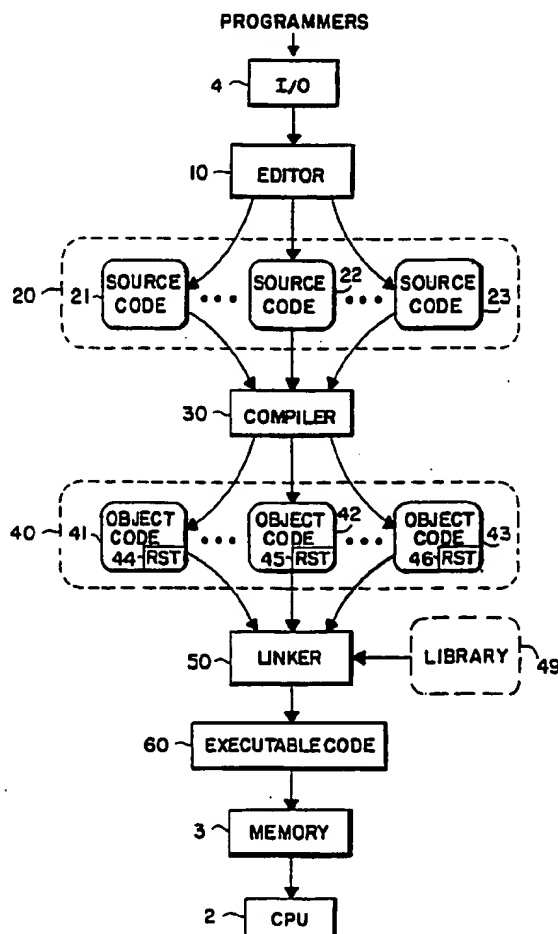 PROGRAMMERS
4 I/O
10 EDITOR
20
21 SOURCE CODE
SOURCE CODE 22
SOURCE CODE 23
30 COMPILER
40
41 OBJECT CODE
44 RST
OBJECT CODE 42
45 RST
OBJECT CODE 43
46 RST
50 LINKER
LIBRARY 49
60 EXECUTABLE CODE
3 MEMORY
2 CPU